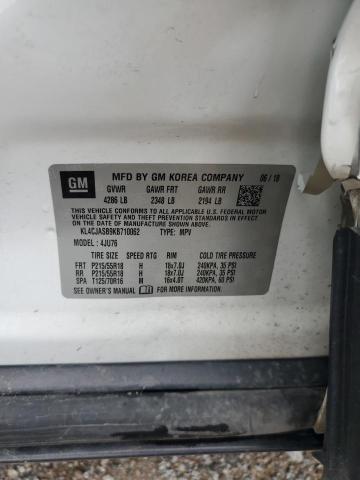 GM
MFD BY GM KOREA COMPANY 06/18
GVWR GAWR FRT GAWR RR
4286 LB 2348 LB 2194 LB
THIS VEHICLE CONFORMS TO ALL APPLICABLE U.S. FEDERAL MOTOR
VEHICLE SAFETY, BUMPER, AND THEFT PREVENTION STANDARDS IN
EFFECT ON THE DATE OF MANUFACTURE SHOWN ABOVE.
KL4CJASB9KB710062 TYPE: MPV
MODEL: 4JU76
TIRE SIZE SPEED RTG RIM COLD TIRE PRESSURE
FRT P215/55R18 H 18x7.0J 240KPA, 35 PSI
RR P215/55R18 H 18x7.0J 240KPA, 35 PSI
SPA T125/70R16 M 16x4.0T 420KPA, 60 PSI
SEE OWNER'S MANUAL FOR MORE INFORMATION.